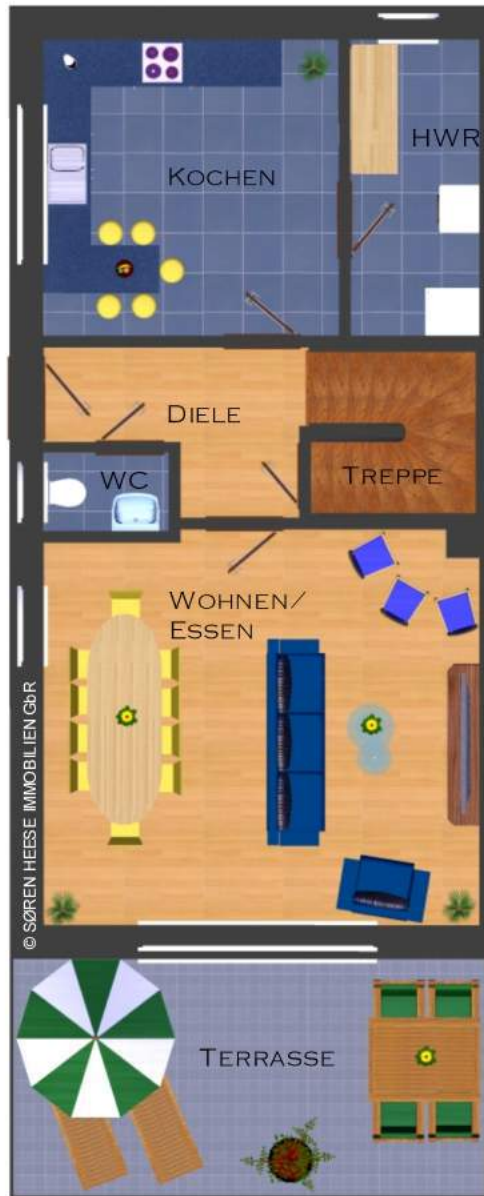 KOCHEN
HWR
DIELE
WC
TREPPE
WOHNEN/
ESSEN
© SØREN HEESE IMMOBILIEN GbR
TERRASSE